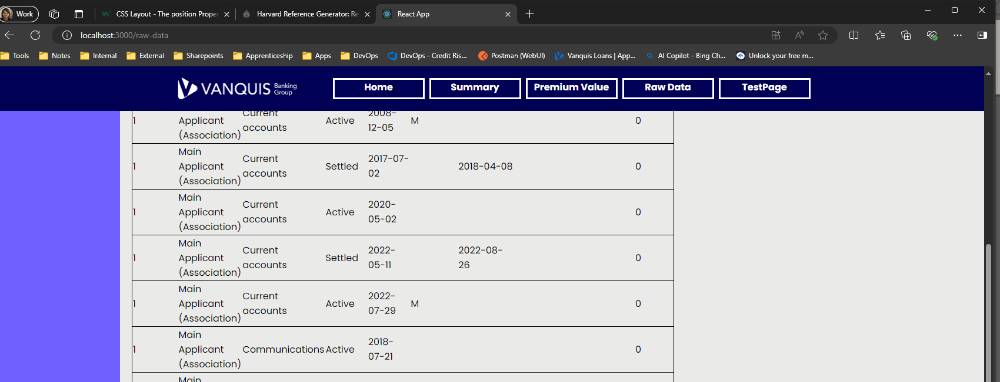 Work
CSS Layout - The position Proper
Harvard Reference Generator: Re
React App
localhost:3000/raw-data
Tools Notes Internal External Sharepoints Apprenticeship Apps DevOps DevOps - Credit Ris... Postman (WebUI) Vanquis Loans | App... AI Copilot - Bing Ch... Unlock your free m...
VANQUIS Banking
Group
Home Summary Premium Value Raw Data TestPage
Current 2008-
1 Applicant Active M 0
accounts 12-05
(Association)
Main
Current 2017-07-
1 Applicant Settled 2018-04-08 0
accounts 02
(Association)
Main
Current 2020-
1 Applicant Active 0
accounts 05-02
(Association)
Main
Current 2022- 2022-08-
1 Applicant Settled 0
accounts 05-11 26
(Association)
Main
Current 2022-
1 Applicant Active M 0
accounts 07-29
(Association)
Main
2018-
1 Applicant Communications Active 0
07-21
(Association)
Main